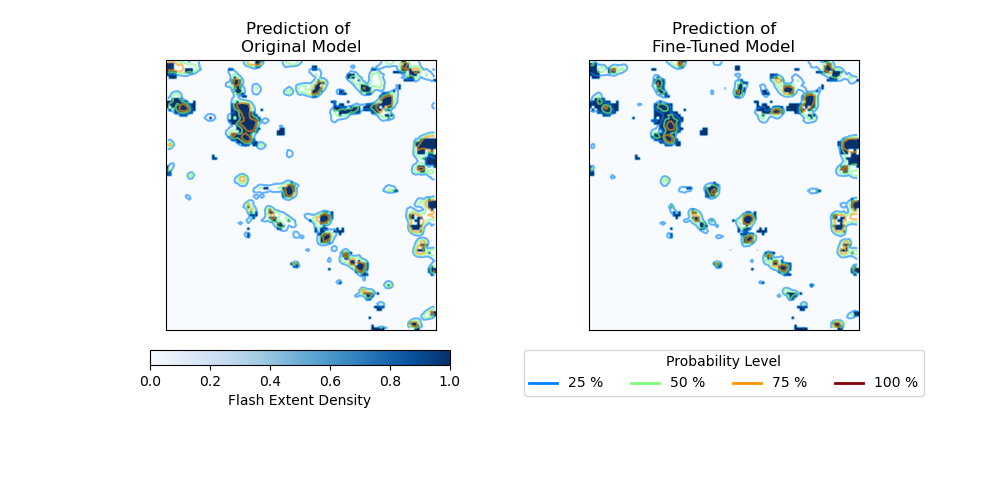 Prediction of
Original Model
Prediction of
Fine-Tuned Model
0.0 0.2 0.4 0.6 0.8 1.0
Flash Extent Density
Probability Level
25 % 50 % 75 % 100 %